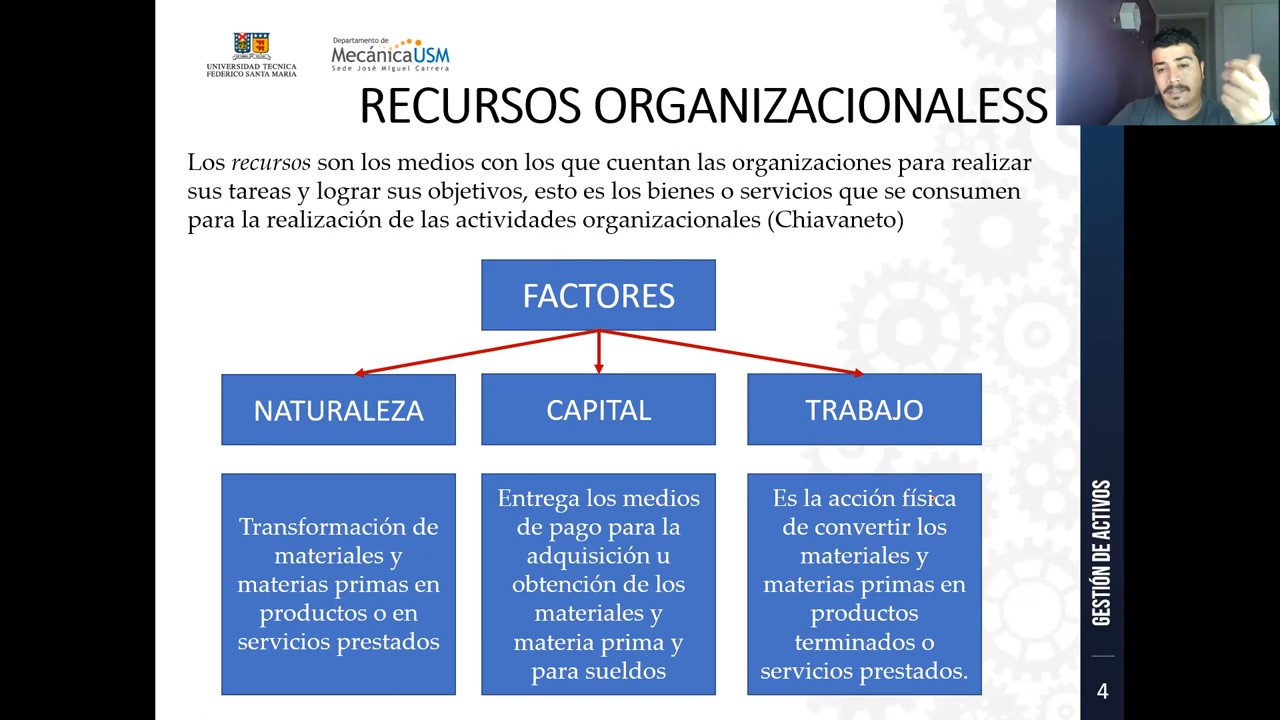 UNIVERSIDAD TECNICA
FEDERICO SANTA MARIA
Departamento de
MecánicaUSM
Sede José Miguel Carrera
RECURSOS ORGANIZACIONALESS
Los recursos son los medios con los que cuentan las organizaciones para realizar
sus tareas y lograr sus objetivos, esto es los bienes o servicios que se consumen
para la realización de las actividades organizacionales (Chiavaneto)
FACTORES
NATURALEZA
CAPITAL
TRABAJO
Transformación de
materiales y
materias primas en
productos o en
servicios prestados
Entrega los medios
de pago para la
adquisición u
obtención de los
materiales y
materia prima y
para sueldos
Es la acción física
de convertir los
materiales y
materias primas en
productos
terminados o
servicios prestados.
GESTIÓN DE ACTIVOS
4